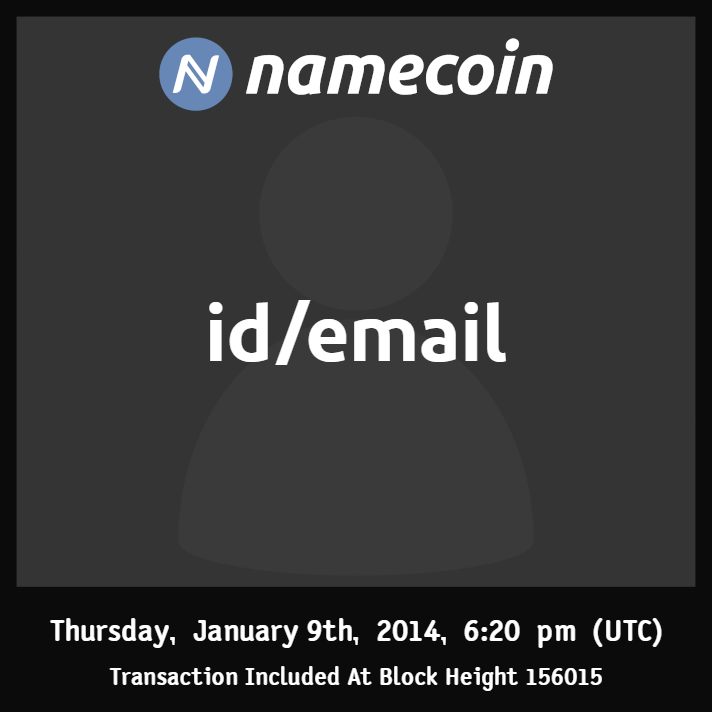 namecoin
id/email
Thursday, January 9th, 2014, 6:20 pm (UTC)
Transaction Included At Block Height 156015